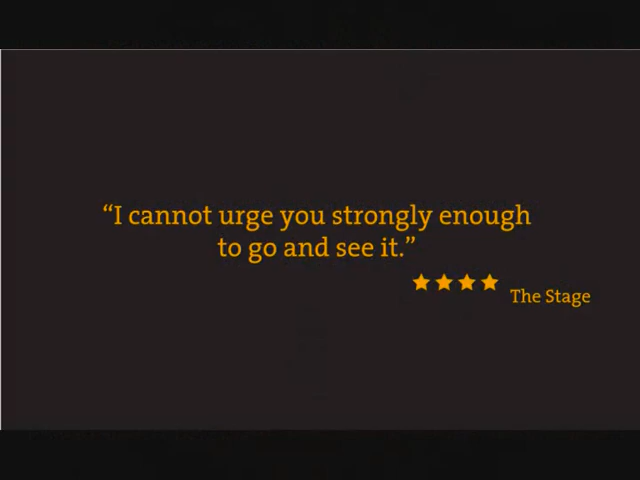 “I cannot urge you strongly enough
to go and see it.”
★★★★ The Stage